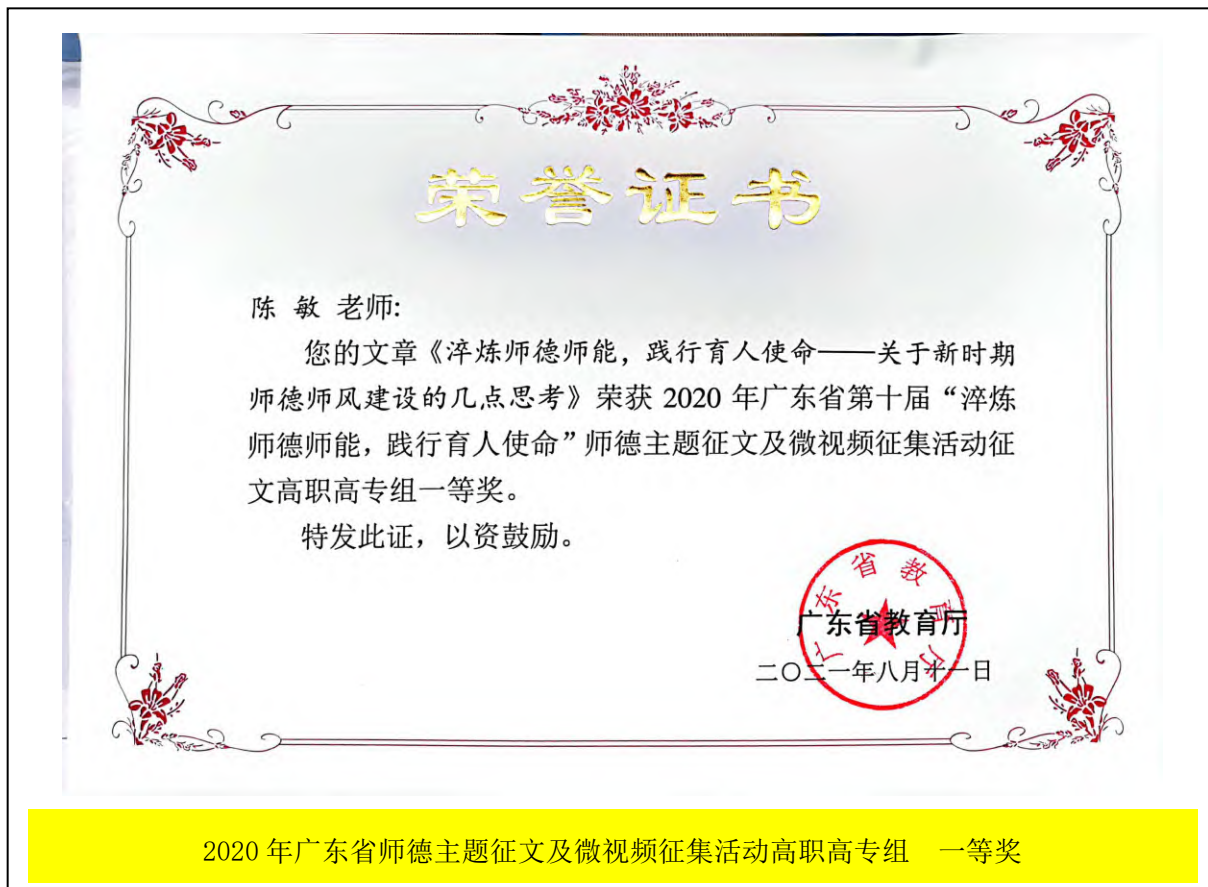 荣誉证书
陈 敏 老师:
您的文章《淬炼师德师能，践行育人使命——关于新时期
师德师风建设的几点思考》荣获 2020 年广东省第十届“淬炼
师德师能，践行育人使命”师德主题征文及微视频征集活动征
文高职高专组一等奖。
特发此证，以资鼓励。
广东省教育厅
广东省教育厅
二〇二一年八月十一日
2020 年广东省师德主题征文及微视频征集活动高职高专组 一等奖